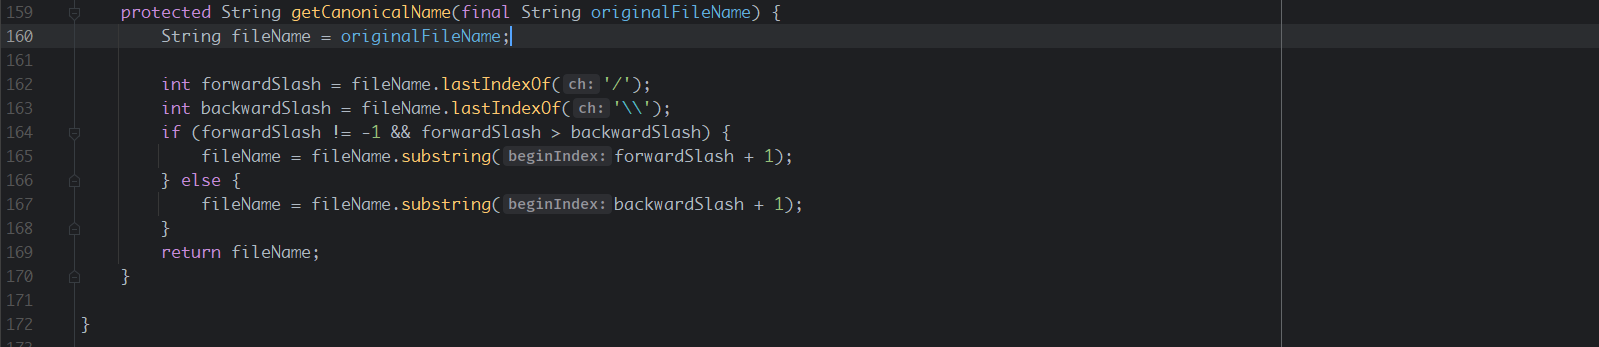 159 protected String getCanonicalName(final String originalFileName) {
160 String fileName = originalFileName;
161
162 int forwardSlash = fileName.lastIndexOf( ch: '/');
163 int backwardSlash = fileName.lastIndexOf( ch: '\\');
164 if (forwardSlash != -1 && forwardSlash > backwardSlash) {
165 fileName = fileName.substring( beginIndex: forwardSlash + 1);
166 } else {
167 fileName = fileName.substring( beginIndex: backwardSlash + 1);
168 }
169 return fileName;
170 }
171
172 }